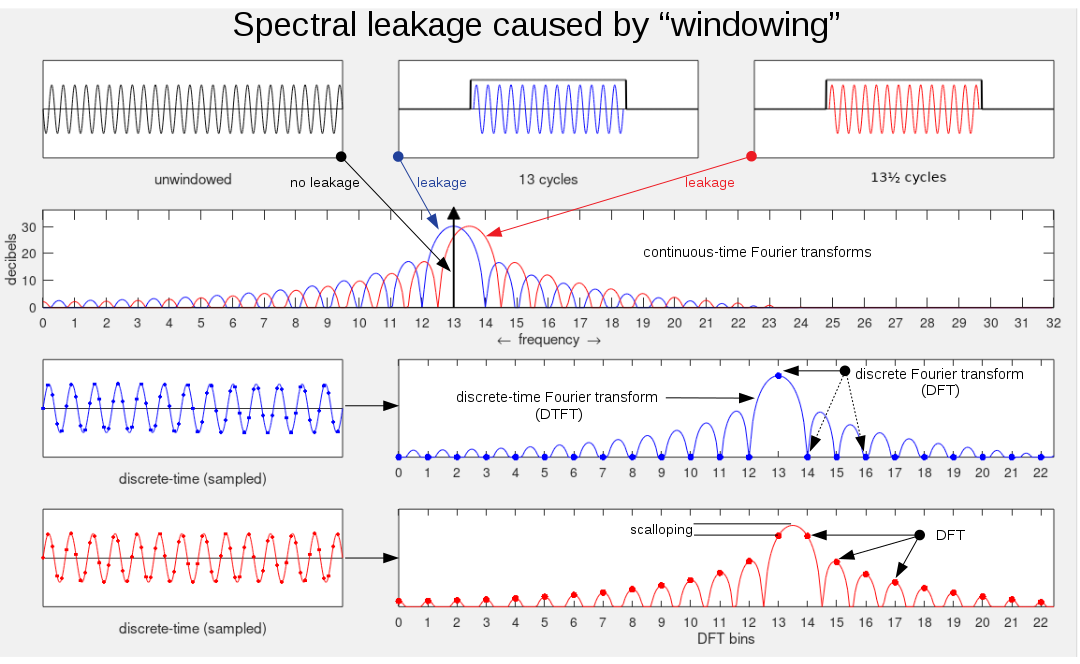 Spectral leakage caused by “windowing”
unwindowed
no leakage
leakage
13 cycles
leakage
13½ cycles
decibels
30
20
10
0
continuous-time Fourier transforms
0 1 2 3 4 5 6 7 8 9 10 11 12 13 14 15 16 17 18 19 20 21 22 23 24 25 26 27 28 29 30 31 32
← frequency →
discrete-time Fourier transform
(DTFT)
discrete Fourier transform
(DFT)
0 1 2 3 4 5 6 7 8 9 10 11 12 13 14 15 16 17 18 19 20 21 22
discrete-time (sampled)
scalloping
DFT
0 1 2 3 4 5 6 7 8 9 10 11 12 13 14 15 16 17 18 19 20 21 22
discrete-time (sampled)
DFT bins